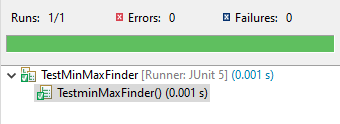 Runs: 1/1 Errors: 0 Failures: 0
TestMinMaxFinder [Runner: JUnit 5] (0.001 s)
TestminMaxFinder() (0.001 s)